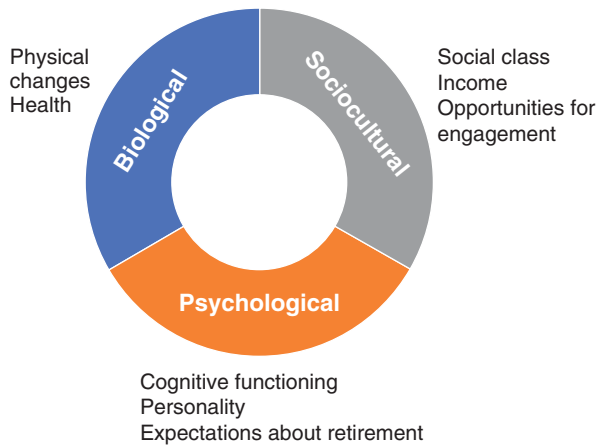 Physical
changes
Health
Biological
Sociocultural
Social class
Income
Opportunities for
engagement
Psychological
Cognitive functioning
Personality
Expectations about retirement